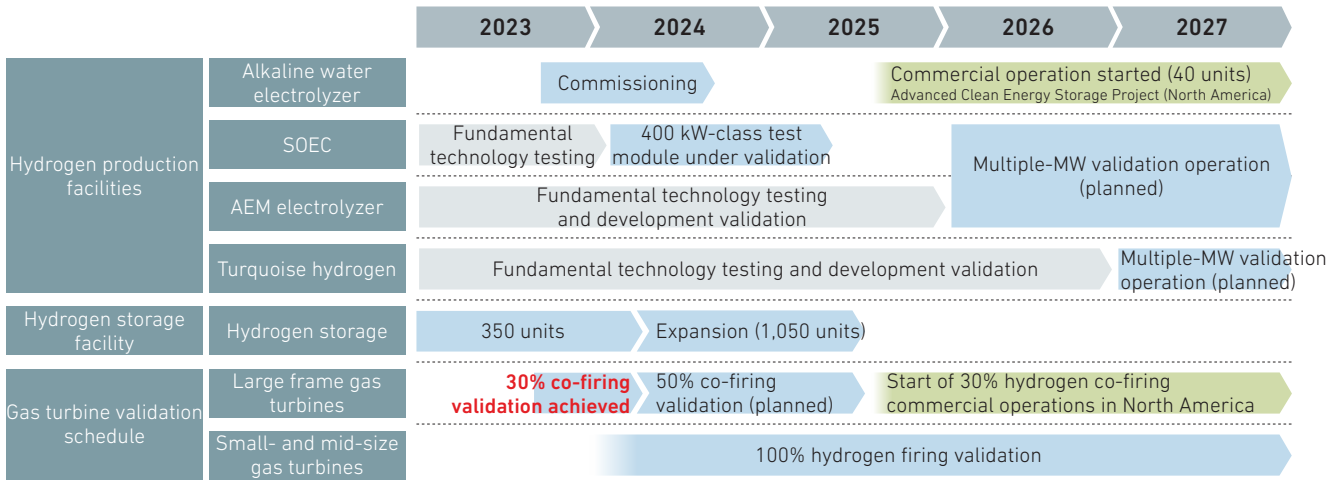 2023
2024
2025
2026
2027
Hydrogen production
facilities
Alkaline water
electrolyzer
Commissioning
Commercial operation started (40 units)
Advanced Clean Energy Storage Project (North America)
SOEC
Fundamental
technology testing
400 kW-class test
module under validation
Multiple-MW validation operation
(planned)
AEM electrolyzer
Fundamental technology testing
and development validation
Turquoise hydrogen
Fundamental technology testing and development validation
Multiple-MW validation
operation (planned)
Hydrogen storage
facility
Hydrogen storage
350 units
Expansion (1,050 units)
Gas turbine validation
schedule
Large frame gas
turbines
30% co-firing
validation achieved
50% co-firing
validation (planned)
Start of 30% hydrogen co-firing
commercial operations in North America
Small- and mid-size
gas turbines
100% hydrogen firing validation